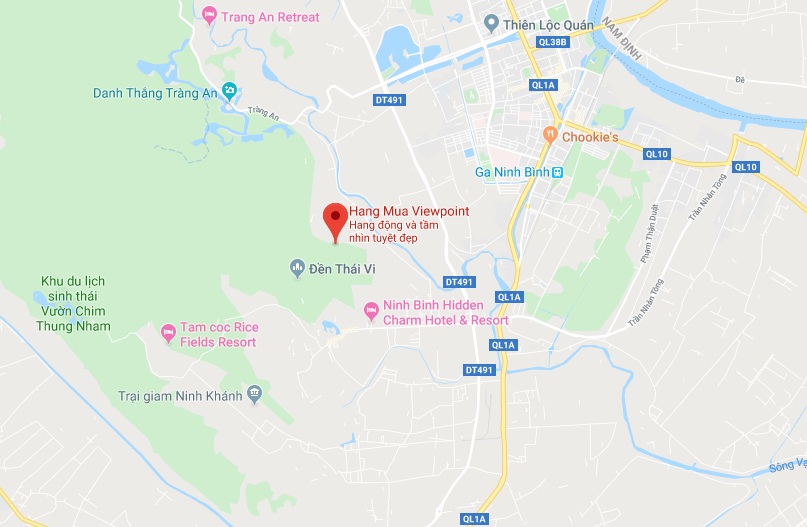 Trang An Retreat
Thiên Lộc Quán
QL38B
NAM ĐỊNH
Đê
QL1A
Danh Thắng Tràng An
DT491
Tràng An
Chookie's
QL10
QL10
Ga Ninh Bình
Hang Mua Viewpoint
Hang động và tầm
nhìn tuyệt đẹp
Phạm Thận Duật
Trần Nhân Tông
Đền Thái Vi
Khu du lịch
sinh thái
Vườn Chim
Thung Nham
DT491
QL1A
Ninh Binh Hidden
Charm Hotel & Resort
Trần Nhân Tông
Tam coc Rice
Fields Resort
QL1A
DT491
Trại giam Ninh Khánh
Sông Vạ
QL1A